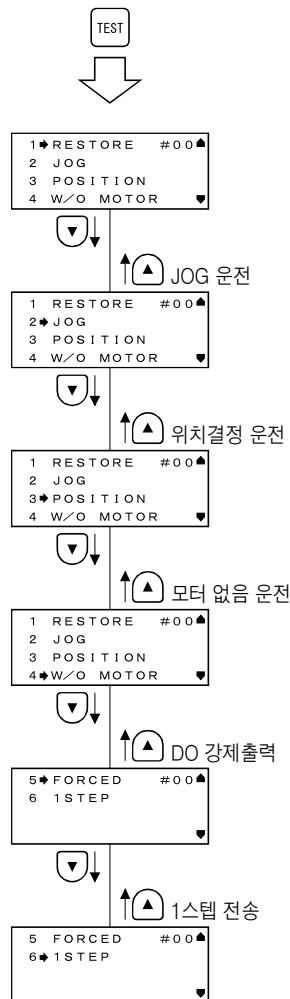 TEST
1➡RESTORE #00▲
2 JOG
3 POSITION
4 W/O MOTOR ▼
▼ ▲ JOG 운전
1 RESTORE #00▲
2➡JOG
3 POSITION
4 W/O MOTOR ▼
▼ ▲ 위치결정 운전
1 RESTORE #00▲
2 JOG
3➡POSITION
4 W/O MOTOR ▼
▼ ▲ 모터 없음 운전
1 RESTORE #00▲
2 JOG
3 POSITION
4➡W/O MOTOR ▼
▼ ▲ DO 강제출력
5➡FORCED #00▲
6 1STEP
▼
▼ ▲ 1스텝 전송
5 FORCED #00▲
6➡1STEP
▼